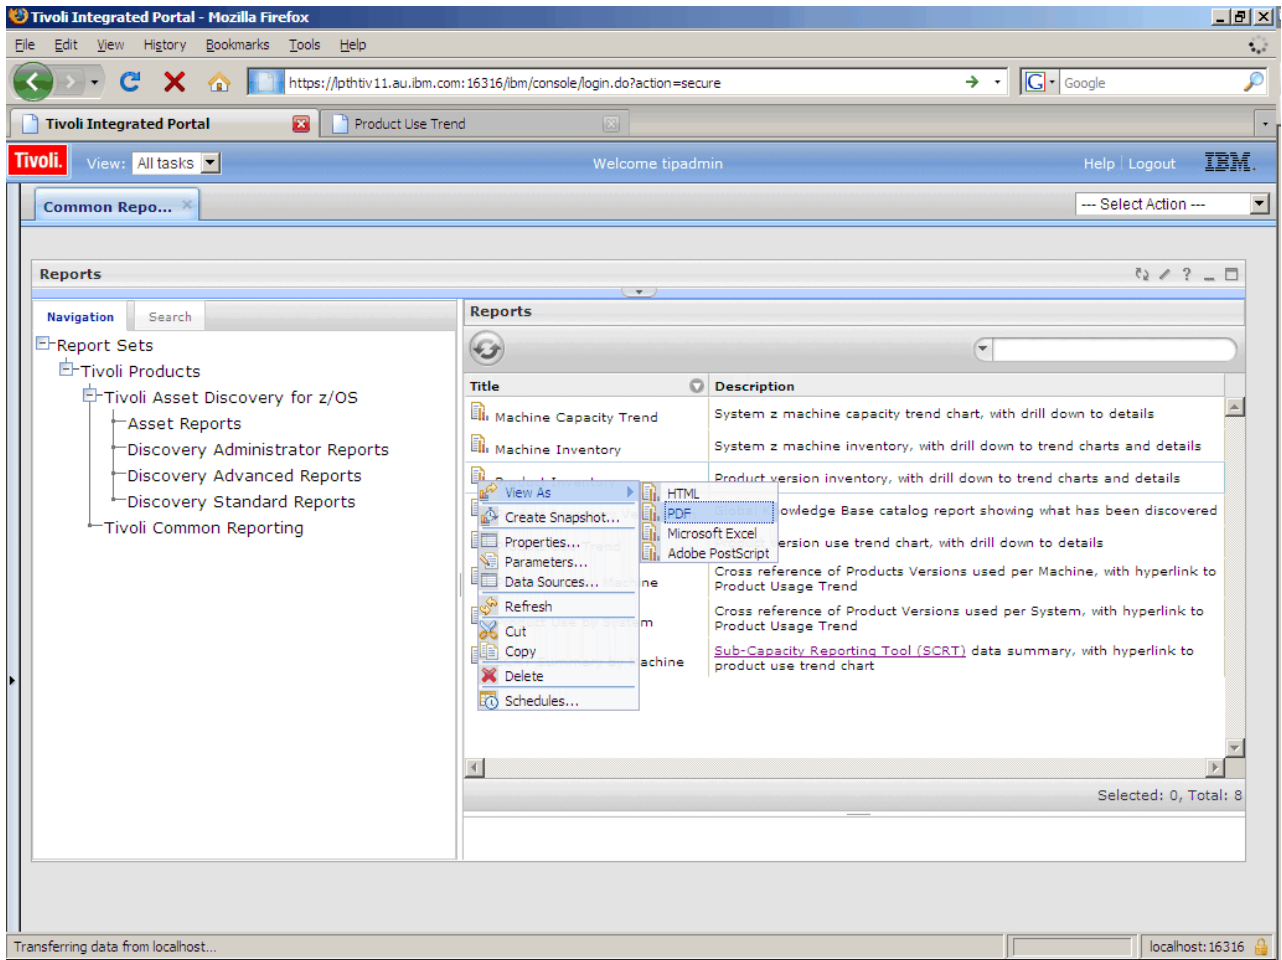 Tivoli Integrated Portal - Mozilla Firefox
File Edit View History Bookmarks Tools Help
https://lpthtiv11.au.ibm.com:16316/ibm/console/login.do?action=secure
G Google
Tivoli Integrated Portal
Product Use Trend
Tivoli. View: All tasks
Welcome tipadmin
Help | Logout IBM.
Common Repo...
--- Select Action ---
Reports
Navigation Search
Report Sets
Tivoli Products
Tivoli Asset Discovery for z/OS
Asset Reports
Discovery Administrator Reports
Discovery Advanced Reports
Discovery Standard Reports
Tivoli Common Reporting
Reports
Title Description
Machine Capacity Trend System z machine capacity trend chart, with drill down to details
Machine Inventory System z machine inventory, with drill down to trend charts and details
Product version inventory, with drill down to trend charts and details
owledge Base catalog report showing what has been discovered
ersion use trend chart, with drill down to details
ine Cross reference of Products Versions used per Machine, with hyperlink to
Product Usage Trend
m Cross reference of Product Versions used per System, with hyperlink to
Product Usage Trend
achine Sub-Capacity Reporting Tool (SCRT) data summary, with hyperlink to
product use trend chart
View As
Create Snapshot...
Properties...
Parameters...
Data Sources...
Refresh
Cut
Copy
Delete
Schedules...
HTML
PDF
Microsoft Excel
Adobe PostScript
Selected: 0, Total: 8
Transferring data from localhost...
localhost:16316